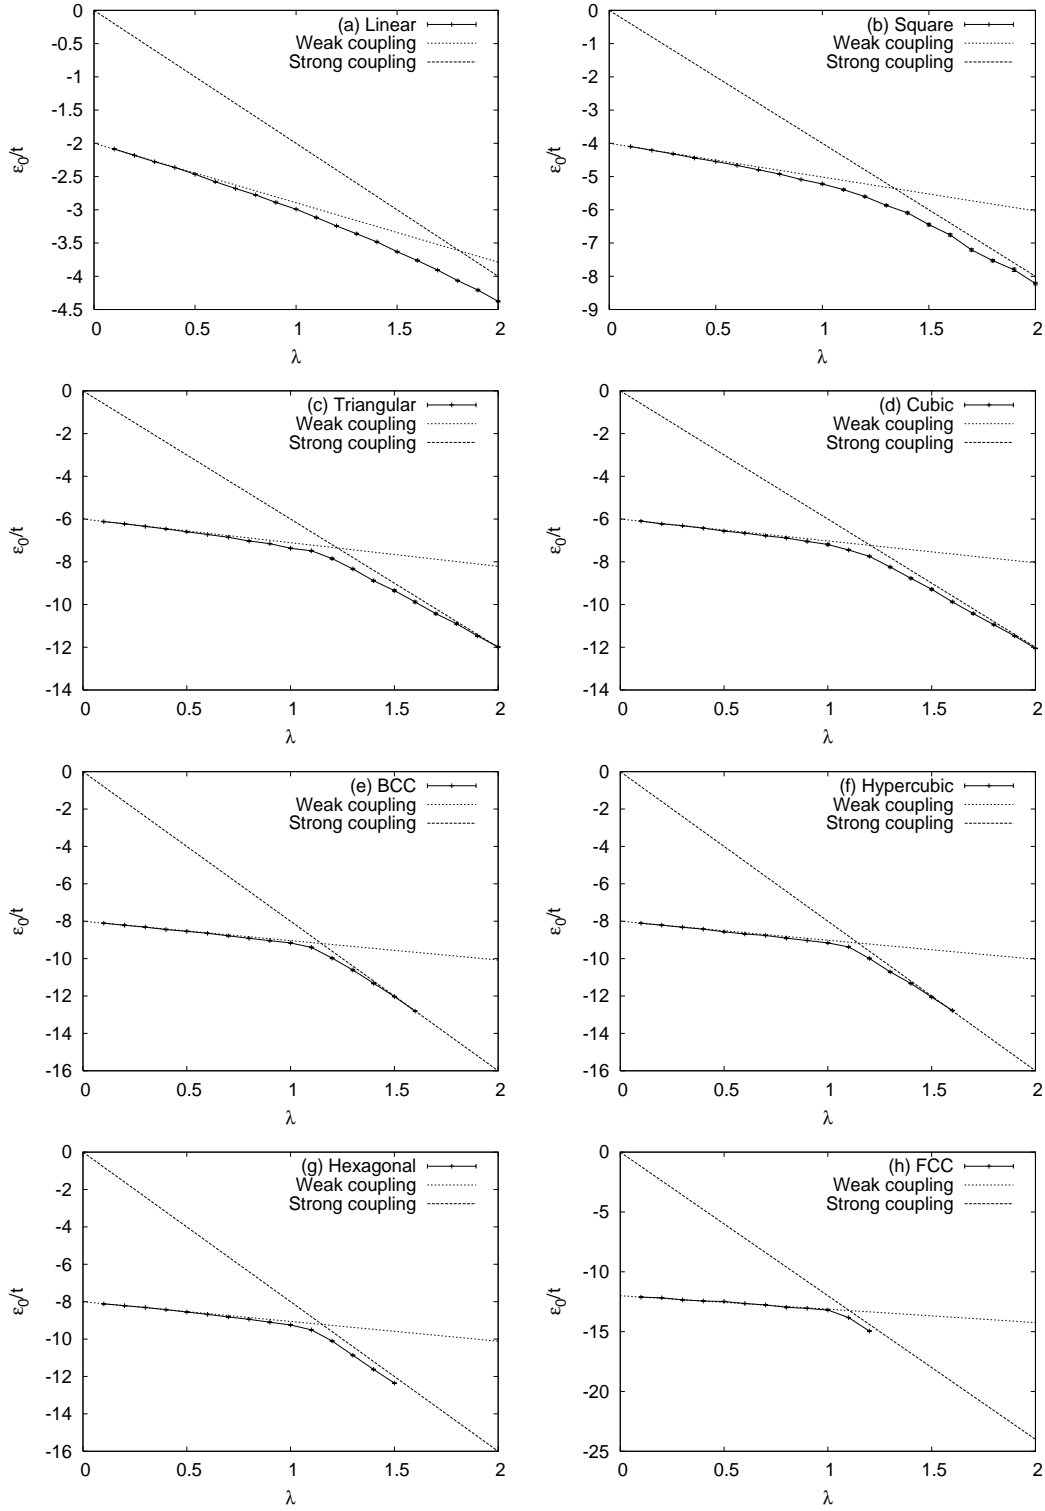 0
-0.5
-1
-1.5
-2
-2.5
-3
-3.5
-4
-4.5
ε0/t
(a) Linear
Weak coupling
Strong coupling
0 0.5 1 1.5 2
λ
0
-1
-2
-3
-4
-5
-6
-7
-8
-9
ε0/t
(b) Square
Weak coupling
Strong coupling
0 0.5 1 1.5 2
λ
0
-2
-4
-6
-8
-10
-12
-14
ε0/t
(c) Triangular
Weak coupling
Strong coupling
0 0.5 1 1.5 2
λ
0
-2
-4
-6
-8
-10
-12
-14
ε0/t
(d) Cubic
Weak coupling
Strong coupling
0 0.5 1 1.5 2
λ
0
-2
-4
-6
-8
-10
-12
-14
-16
ε0/t
(e) BCC
Weak coupling
Strong coupling
0 0.5 1 1.5 2
λ
0
-2
-4
-6
-8
-10
-12
-14
-16
ε0/t
(f) Hypercubic
Weak coupling
Strong coupling
0 0.5 1 1.5 2
λ
0
-2
-4
-6
-8
-10
-12
-14
-16
ε0/t
(g) Hexagonal
Weak coupling
Strong coupling
0 0.5 1 1.5 2
λ
0
-5
-10
-15
-20
-25
ε0/t
(h) FCC
Weak coupling
Strong coupling
0 0.5 1 1.5 2
λ